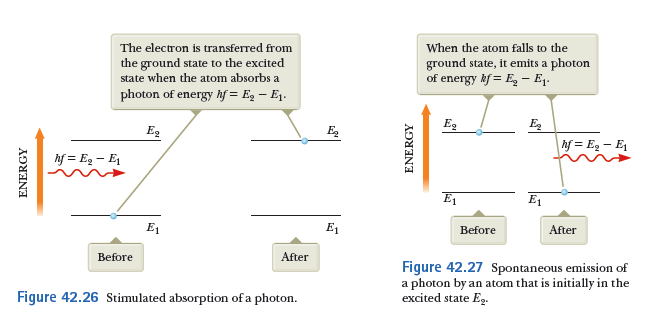 The electron is transferred from
the ground state to the excited
state when the atom absorbs a
photon of energy hf = E₂ − E₁.
E₂
E₂
ENERGY
hf = E₂ − E₁
E₁
E₁
Before
After
Figure 42.26 Stimulated absorption of a photon.
When the atom falls to the
ground state, it emits a photon
of energy hf = E₂ − E₁.
E₂
E₂
ENERGY
hf = E₂ − E₁
E₁
E₁
Before
After
Figure 42.27 Spontaneous emission of
a photon by an atom that is initially in the
excited state E₂.